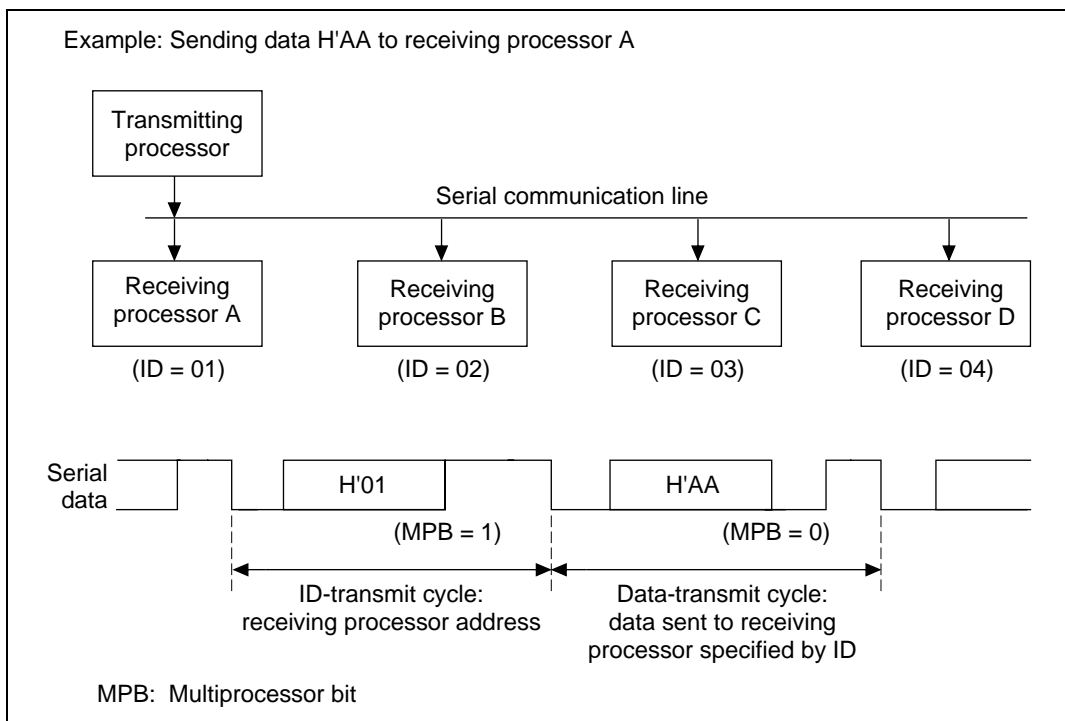 Example: Sending data H'AA to receiving processor A
Transmitting
processor
Serial communication line
Receiving
processor A
Receiving
processor B
Receiving
processor C
Receiving
processor D
(ID = 01)
(ID = 02)
(ID = 03)
(ID = 04)
Serial
data
H'01
H'AA
(MPB = 1)
(MPB = 0)
ID-transmit cycle:
receiving processor address
Data-transmit cycle:
data sent to receiving
processor specified by ID
MPB: Multiprocessor bit